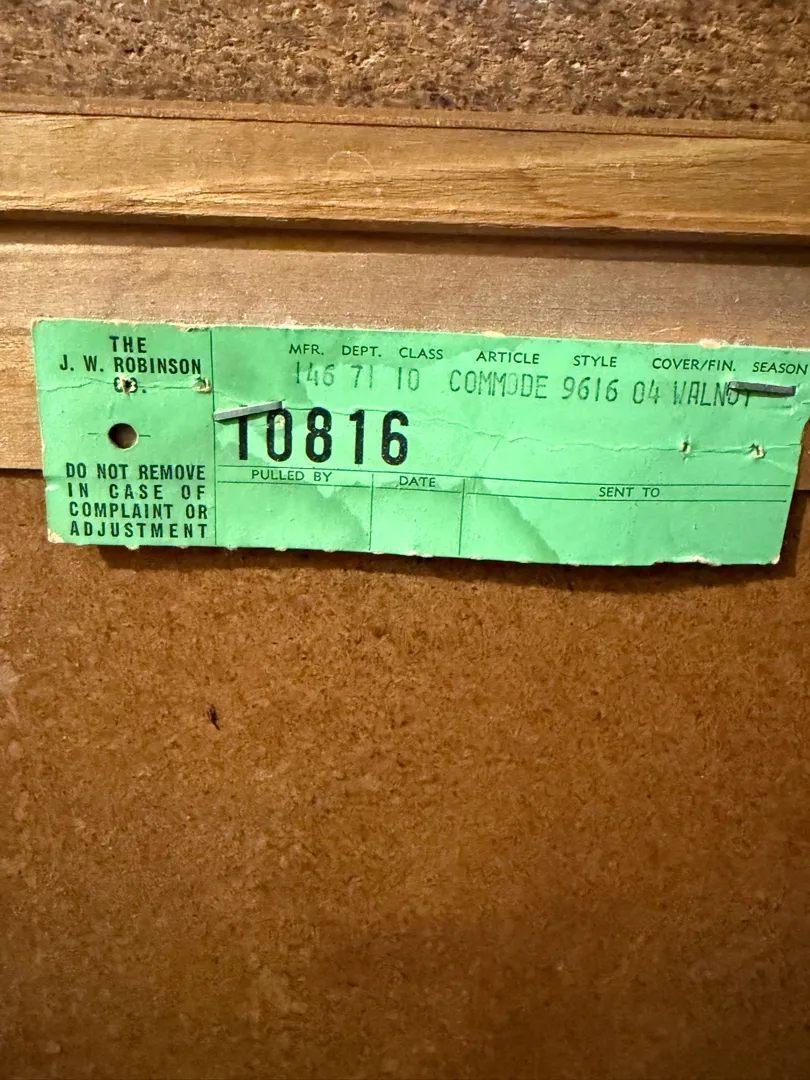 THE
J. W. ROBINSON
CO.
DO NOT REMOVE
IN CASE OF
COMPLAINT OR
ADJUSTMENT
MFR. DEPT. CLASS ARTICLE STYLE COVER/FIN. SEASON
146 71 10 COMMODE 9616 04 WALNUT
10816
PULLED BY DATE SENT TO